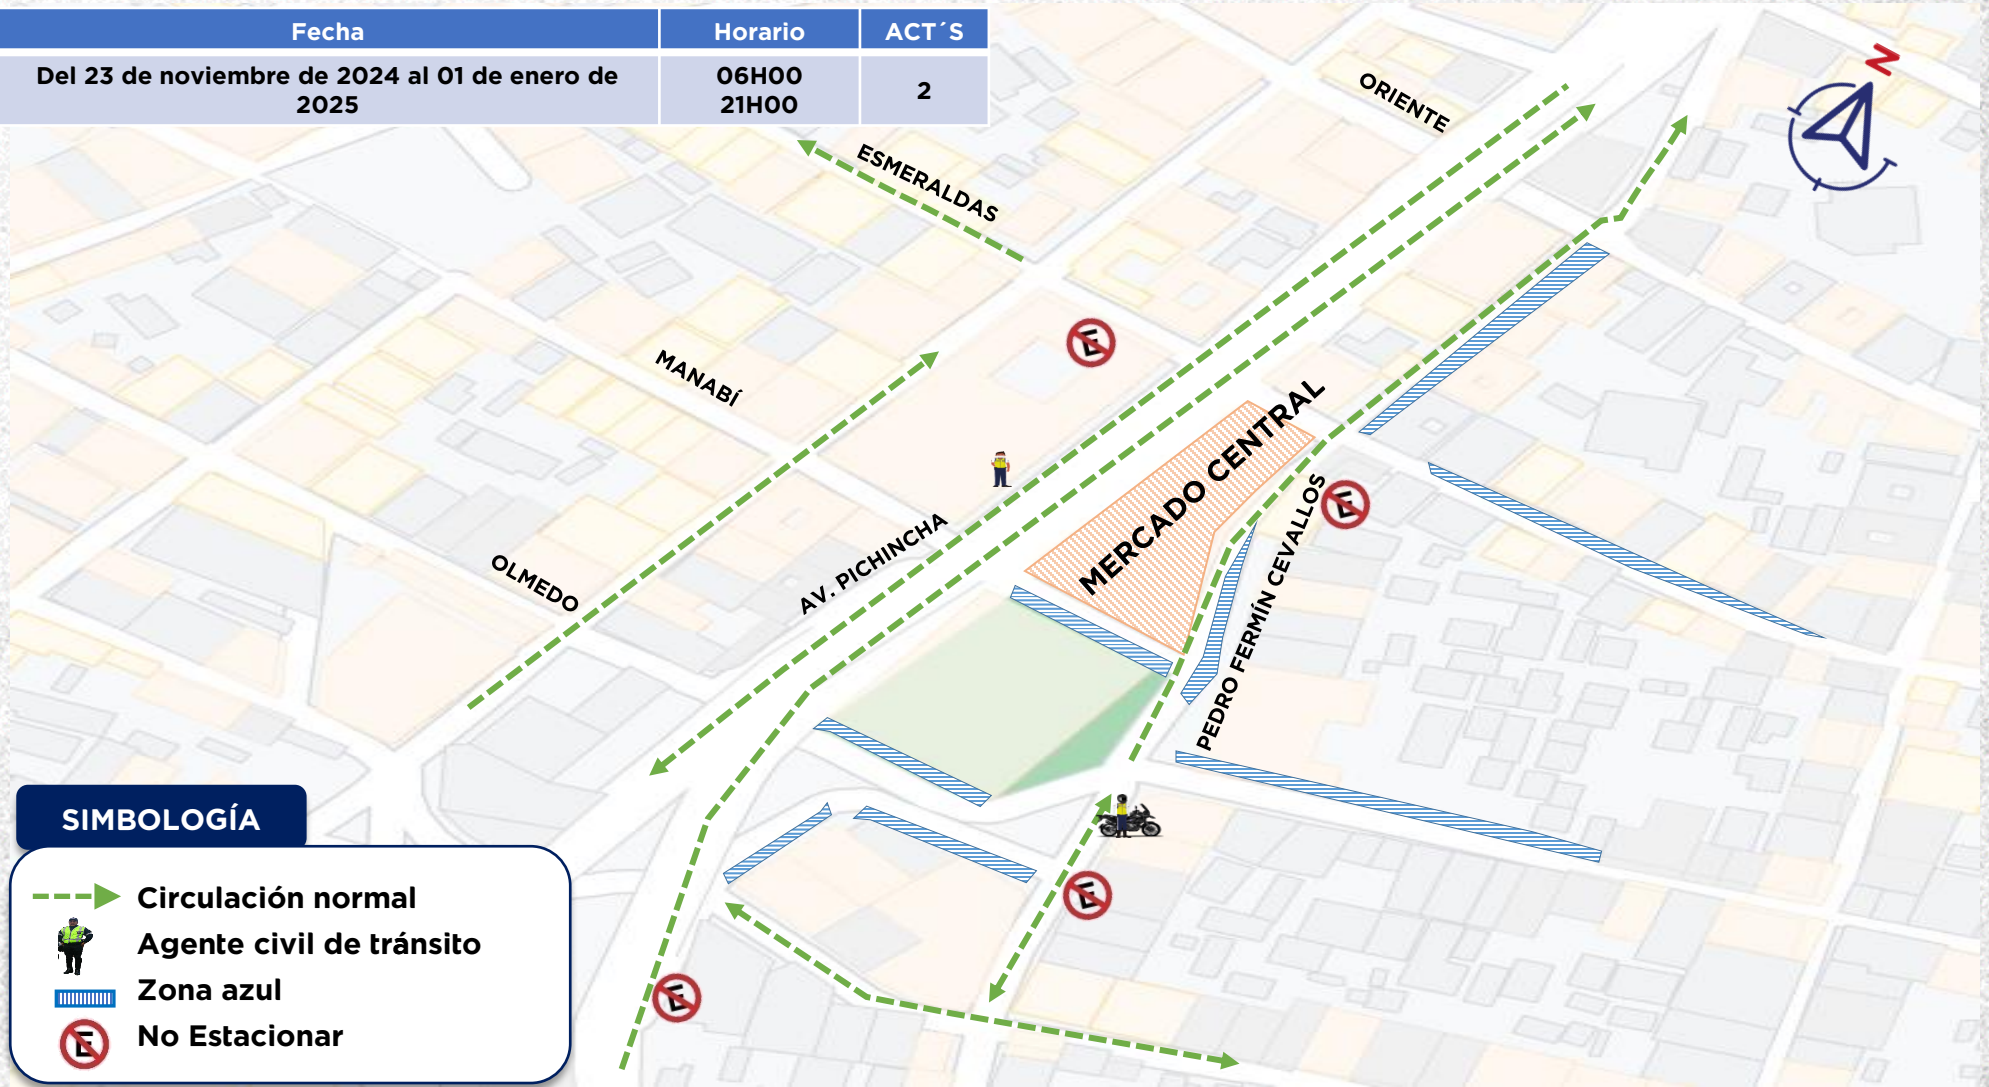 Fecha
Horario
ACT´S
Del 23 de noviembre de 2024 al 01 de enero de
2025
06H00
21H00
2
N
ORIENTE
ESMERALDAS
MANABÍ
OLMEDO
AV. PICHINCHA
MERCADO CENTRAL
PEDRO FERMÍN CEVALLOS
E
E
E
E
SIMBOLOGÍA
Circulación normal
Agente civil de tránsito
Zona azul
E
No Estacionar